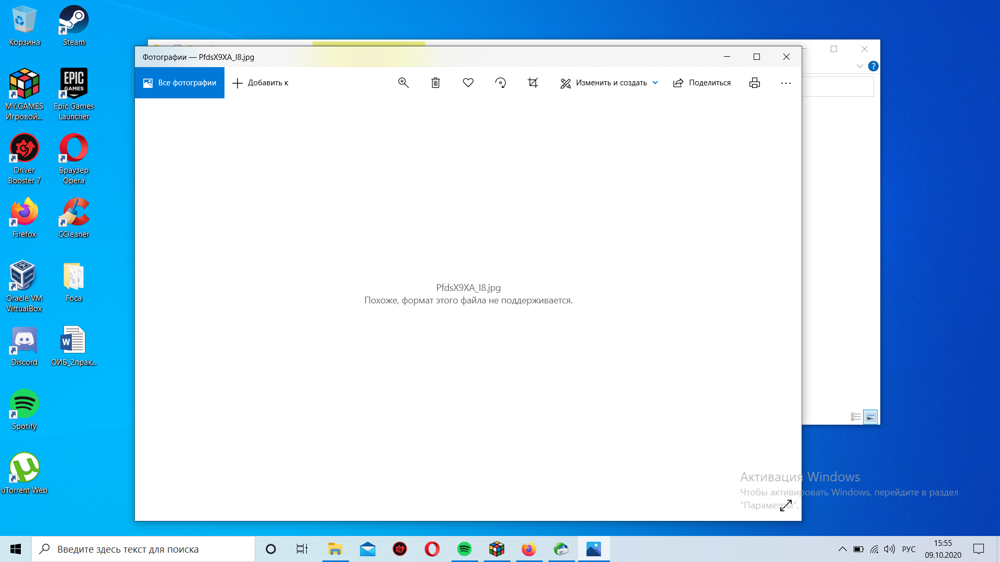 Корзина
Steam
MY.GAMES
Игровой...
EPIC
GAMES
Epic Games
Launcher
Driver
Booster 7
Браузер
Opera
Firefox
CCleaner
Oracle VM
VirtualBox
Foca
Discord
W
ОИБ_2прак...
Spotify
uTorrent Web
Фотографии — PfdsX9XA_I8.jpg
Все фотографии
Добавить к
Изменить и создать
Поделиться
?
PfdsX9XA_I8.jpg
Похоже, формат этого файла не поддерживается.
Активация Windows
Чтобы активировать Windows, перейдите в раздел
"Параметры".
Введите здесь текст для поиска
РУС
15:55
09.10.2020